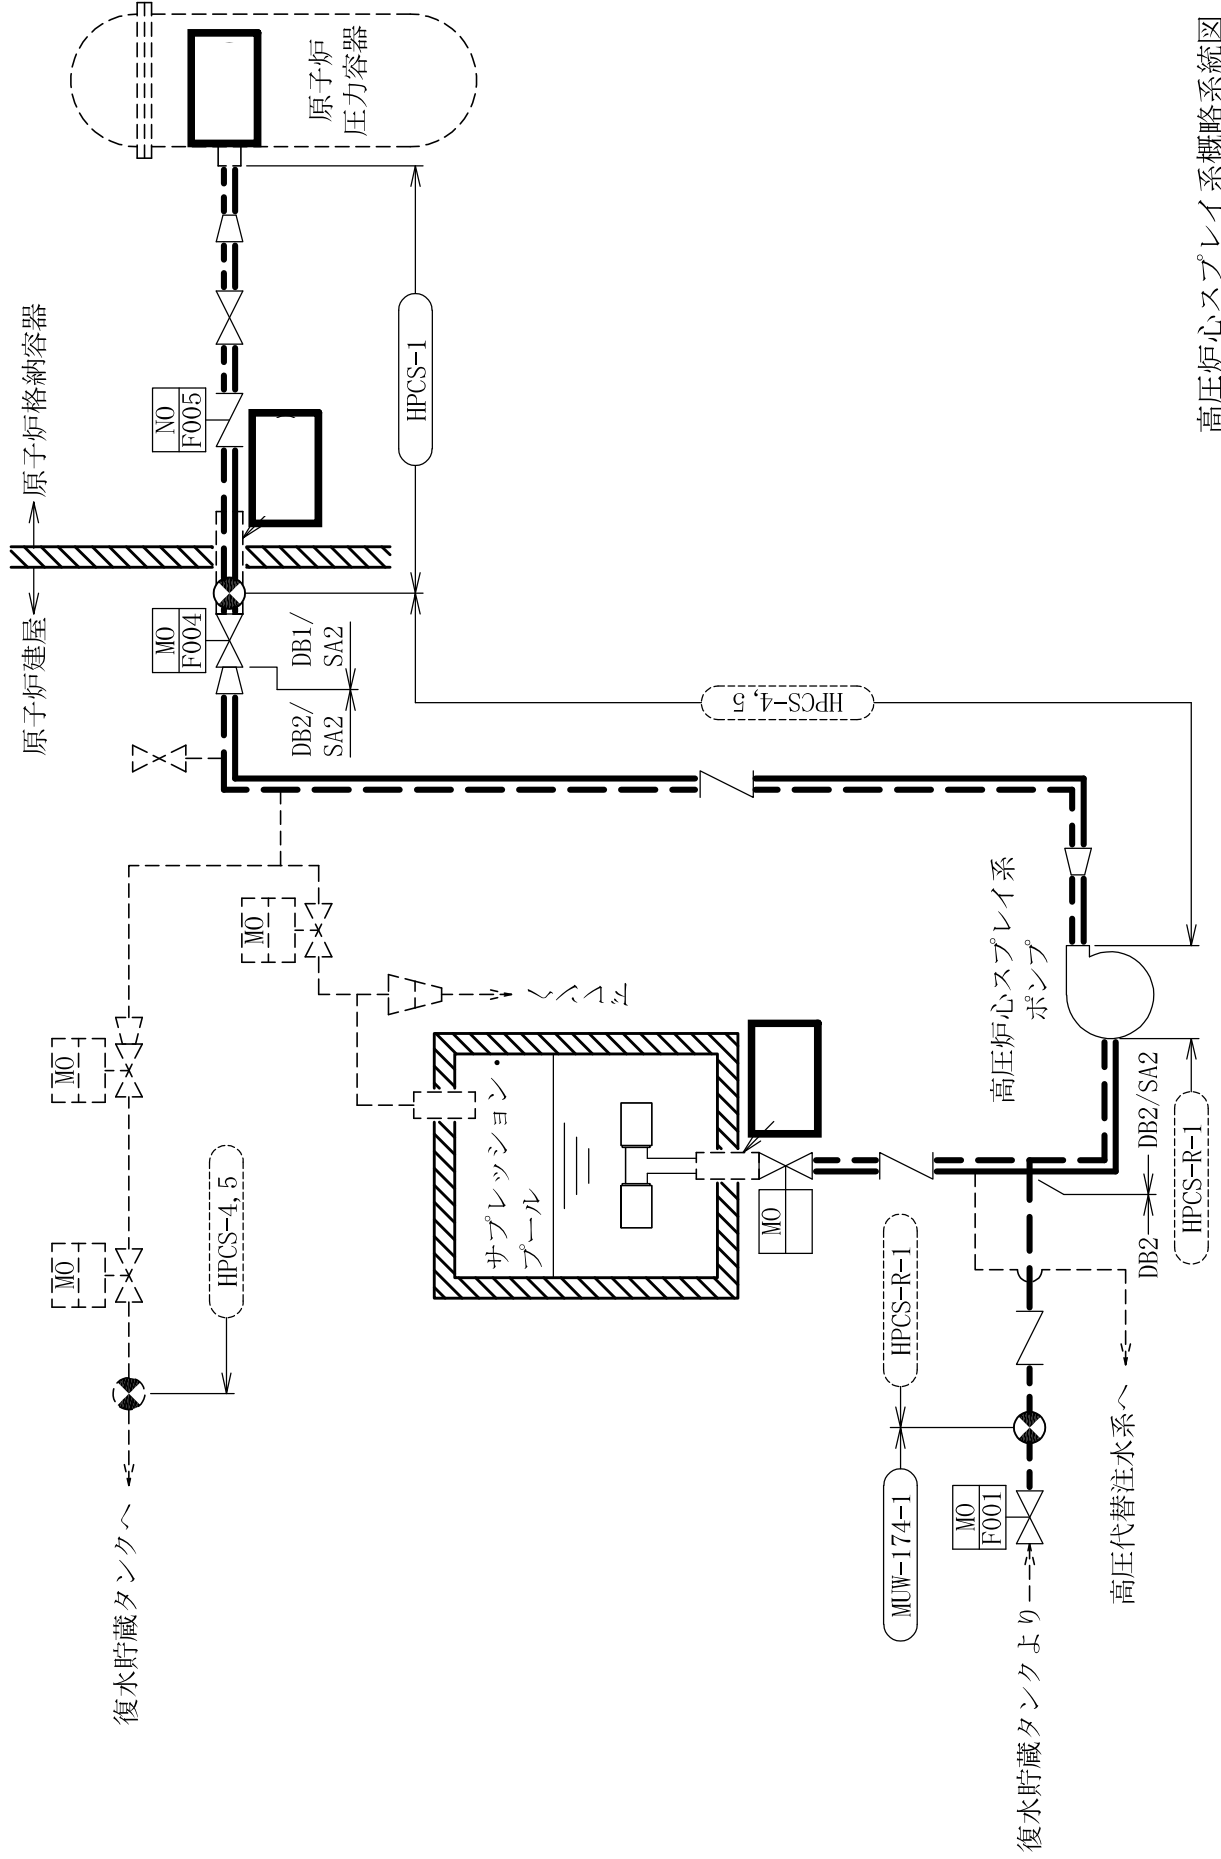 復水貯蔵タンクへ
MO
MO
HPCS-4,5
MO
ドレンへ
サプレッション・
プール
MO
原子炉建屋
原子炉格納容器
MO
F004
NO
F005
DB2/
SA2
DB1/
SA2
HPCS-1
原子炉
圧力容器
HPCS-4,5
高圧炉心スプレイ系
ポンプ
HPCS-R-1
MUW-174-1
MO
F001
復水貯蔵タンクより
高圧代替注水系へ
DB2
DB2/SA2
HPCS-R-1
高圧炉心スプレイ系概略系統図